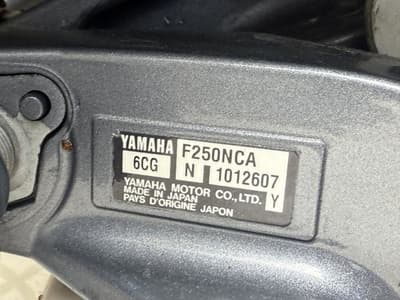 YAMAHA F250NCA
6CG N 1012607
YAMAHA MOTOR CO., LTD. Y
MADE IN JAPAN
PAYS D'ORIGINE JAPON